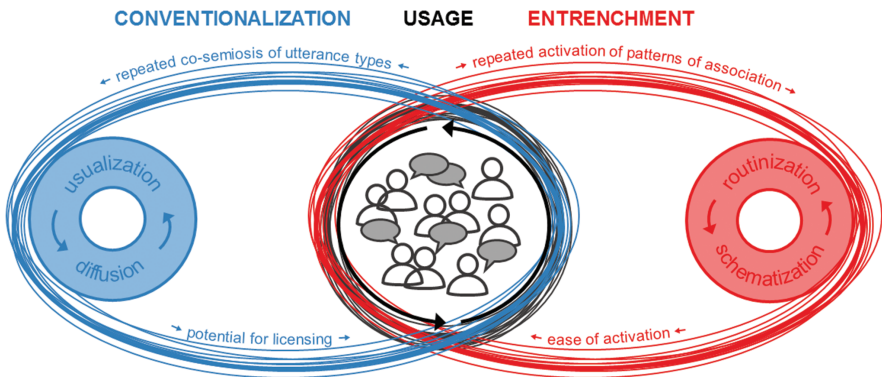 CONVENTIONALIZATION USAGE ENTRENCHMENT
← repeated co-semiosis of utterance types ←
→ repeated activation of patterns of association →
usualization
diffusion
routinization
schematization
→ potential for licensing →
← ease of activation ←